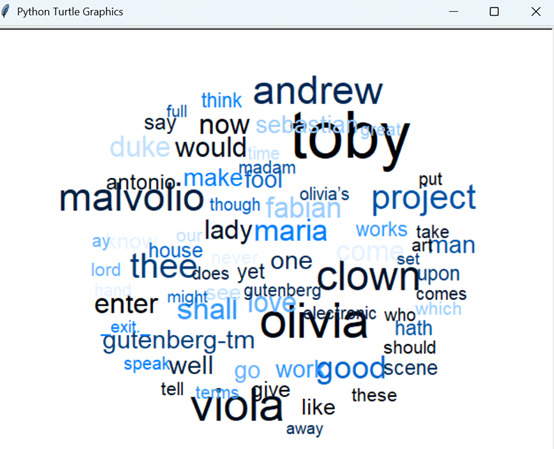 Python Turtle Graphics
andrew
think
full
say now sebastian great
toby
duke would time
madam
antonio make fool
malvolio though olivia’s put
fabian project
lady maria works take
ay know our art man
house never come set
lord thee one
does yet clown upon
hand see gutenberg comes
enter might shall love which
olivia electronic who
_exit._ hath
gutenberg-tm should
speak well go work good scene
tell terms give these
viola like
away